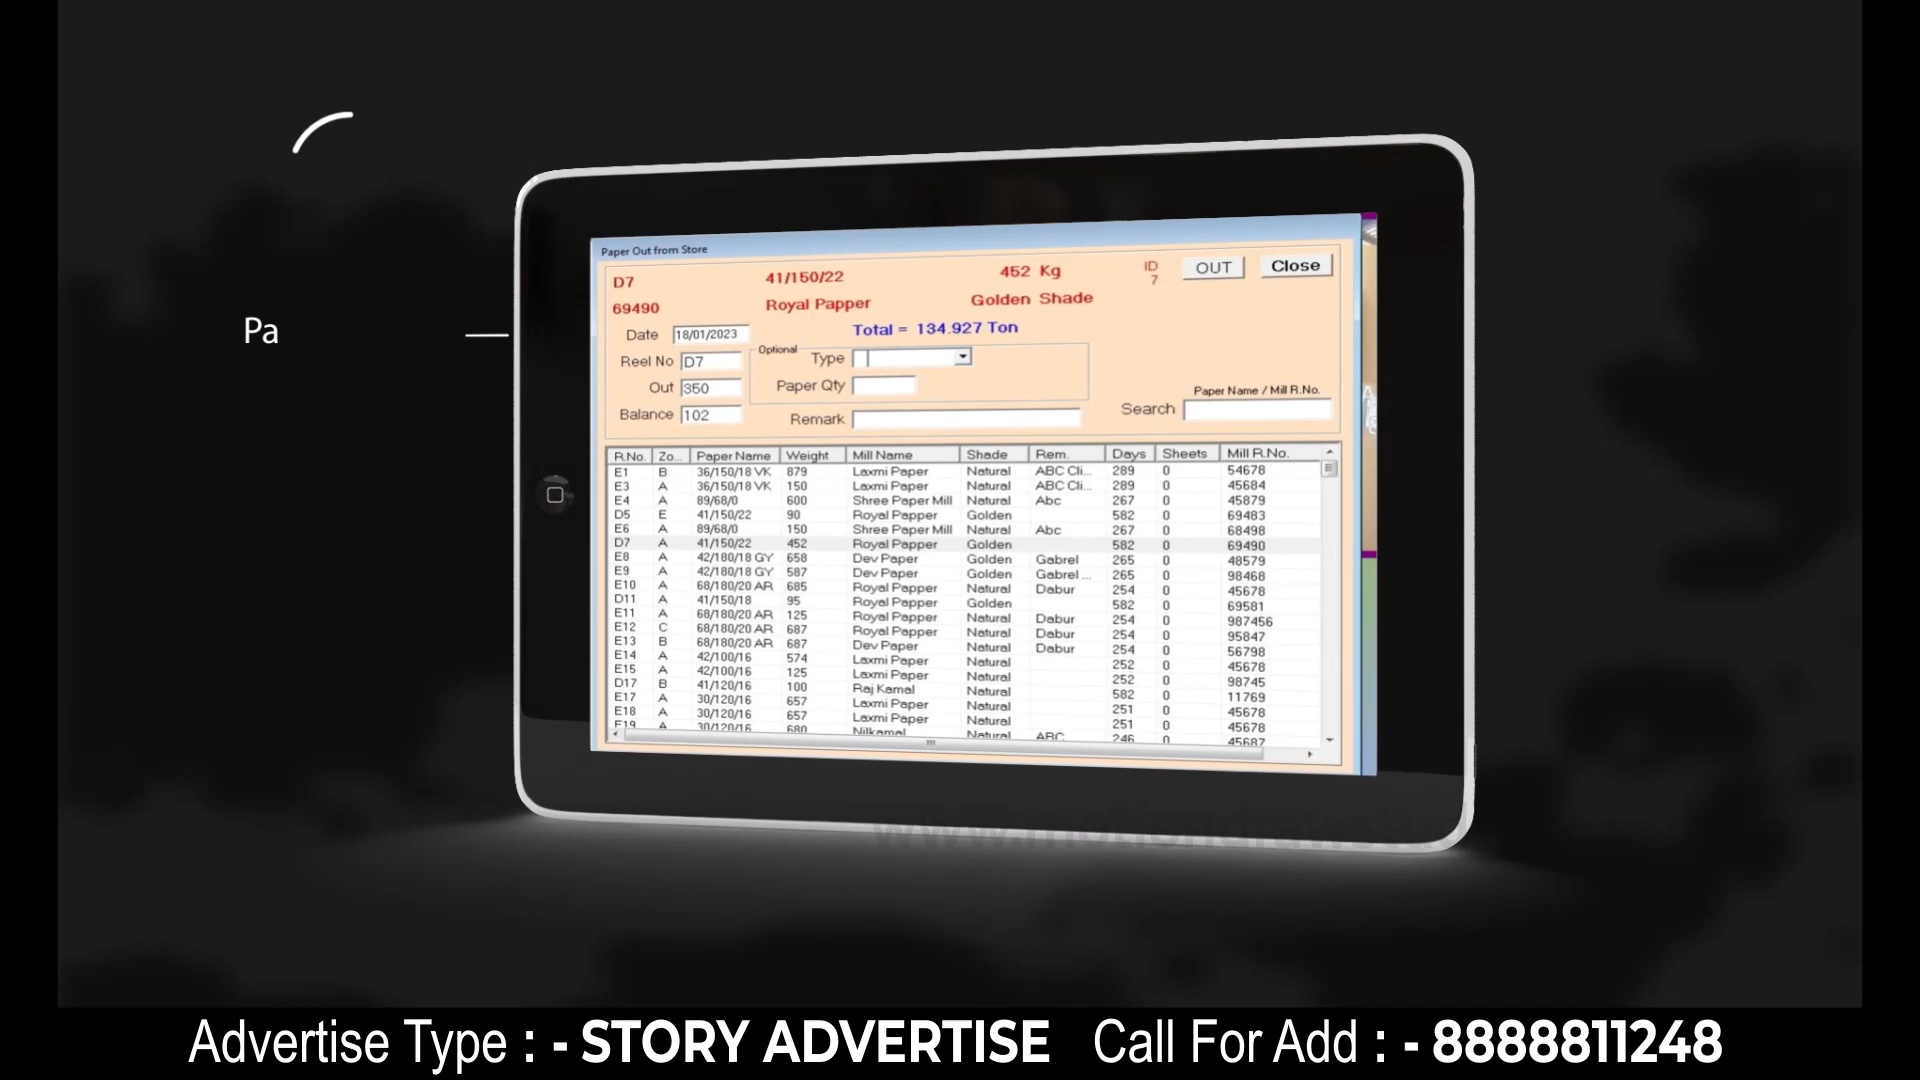 Pa
Paper Out from Store
D7 41/150/22 452 Kg ID 7 OUT Close
69490 Royal Papper Golden Shade
Date 18/01/2023 Total = 134.927 Ton
Optional
Reel No D7 Type
Out 350 Paper Qty
Paper Name / Mill R.No.
Balance 102 Remark Search
R.No. Zo... Paper Name Weight Mill Name Shade Rem. Days Sheets Mill R.No.
E1 B 36/150/18 VK 879 Laxmi Paper Natural ABC Cli... 289 0 54678
E3 A 36/150/18 VK 150 Laxmi Paper Natural ABC Cli... 289 0 45684
E4 A 89/68/0 600 Shree Paper Mill Natural Abc 267 0 45879
D5 E 41/150/22 90 Royal Papper Golden 582 0 69483
E6 A 89/68/0 150 Shree Paper Mill Natural Abc 267 0 68498
D7 A 41/150/22 452 Royal Papper Golden 582 0 69490
E8 A 42/180/18 GY 658 Dev Paper Golden Gabrel 265 0 48579
E9 A 42/180/18 GY 587 Dev Paper Golden Gabrel ... 265 0 98468
E10 A 68/180/20 AR 685 Royal Papper Natural Dabur 254 0 45678
D11 A 41/150/18 95 Royal Papper Golden 582 0 69581
E11 A 68/180/20 AR 125 Royal Papper Natural Dabur 254 0 987456
E12 C 68/180/20 AR 687 Royal Papper Natural Dabur 254 0 95847
E13 B 68/180/20 AR 687 Dev Paper Natural Dabur 254 0 56798
E14 A 42/100/16 574 Laxmi Paper Natural 252 0 45678
E15 A 42/100/16 125 Laxmi Paper Natural 252 0 98745
D17 B 41/120/16 100 Raj Kamal Natural 582 0 11769
E17 A 30/120/16 657 Laxmi Paper Natural 251 0 45678
E18 A 30/120/16 657 Laxmi Paper Natural 251 0 45678
E19 A 30/120/16 680 Nilkamal Natural ABC 246 0 45687
Advertise Type : - STORY ADVERTISE Call For Add : - 8888811248